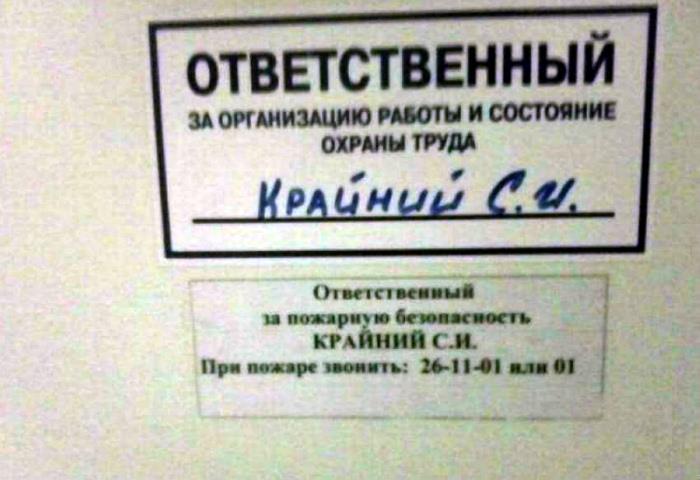 ОТВЕТСТВЕННЫЙ
ЗА ОРГАНИЗАЦИЮ РАБОТЫ И СОСТОЯНИЕ
ОХРАНЫ ТРУДА
КРАЙНИЙ С.И.
Ответственный
за пожарную безопасность
КРАЙНИЙ С.И.
При пожаре звонить: 26-11-01 или 01